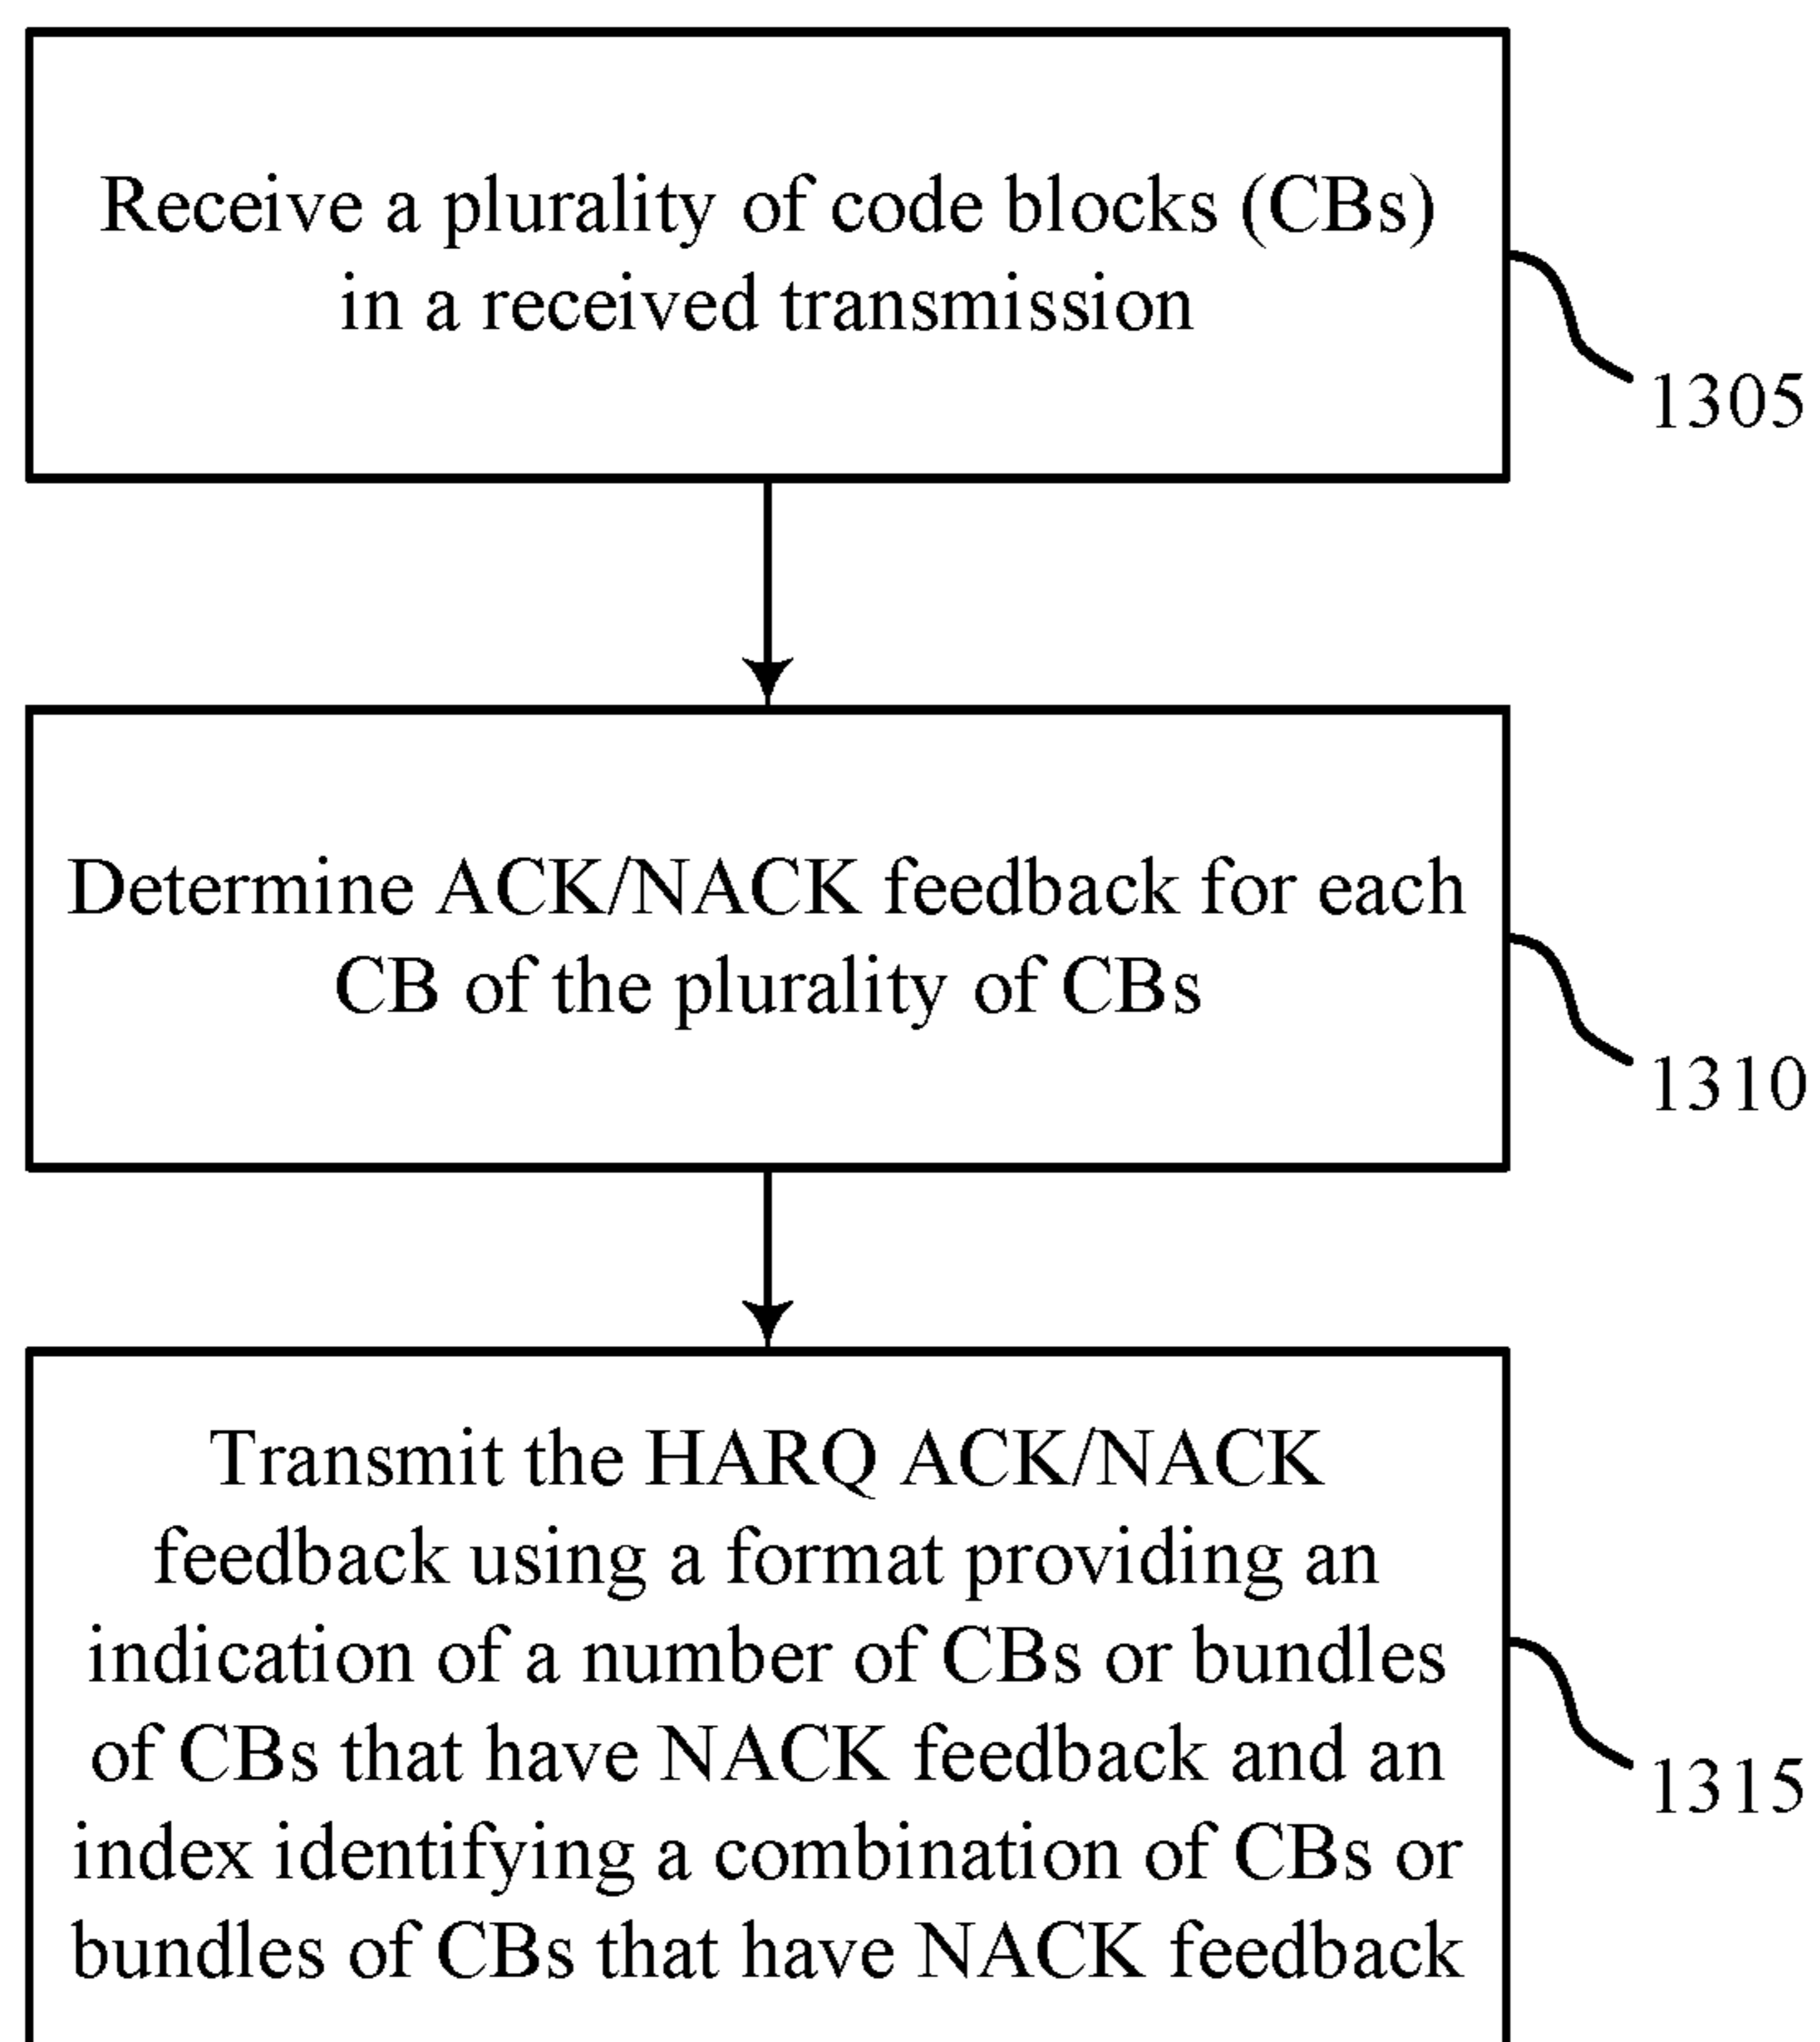 Receive a plurality of code blocks (CBs)
in a received transmission
1305
Determine ACK/NACK feedback for each
CB of the plurality of CBs
1310
Transmit the HARQ ACK/NACK
feedback using a format providing an
indication of a number of CBs or bundles
of CBs that have NACK feedback and an
index identifying a combination of CBs or
bundles of CBs that have NACK feedback
1315